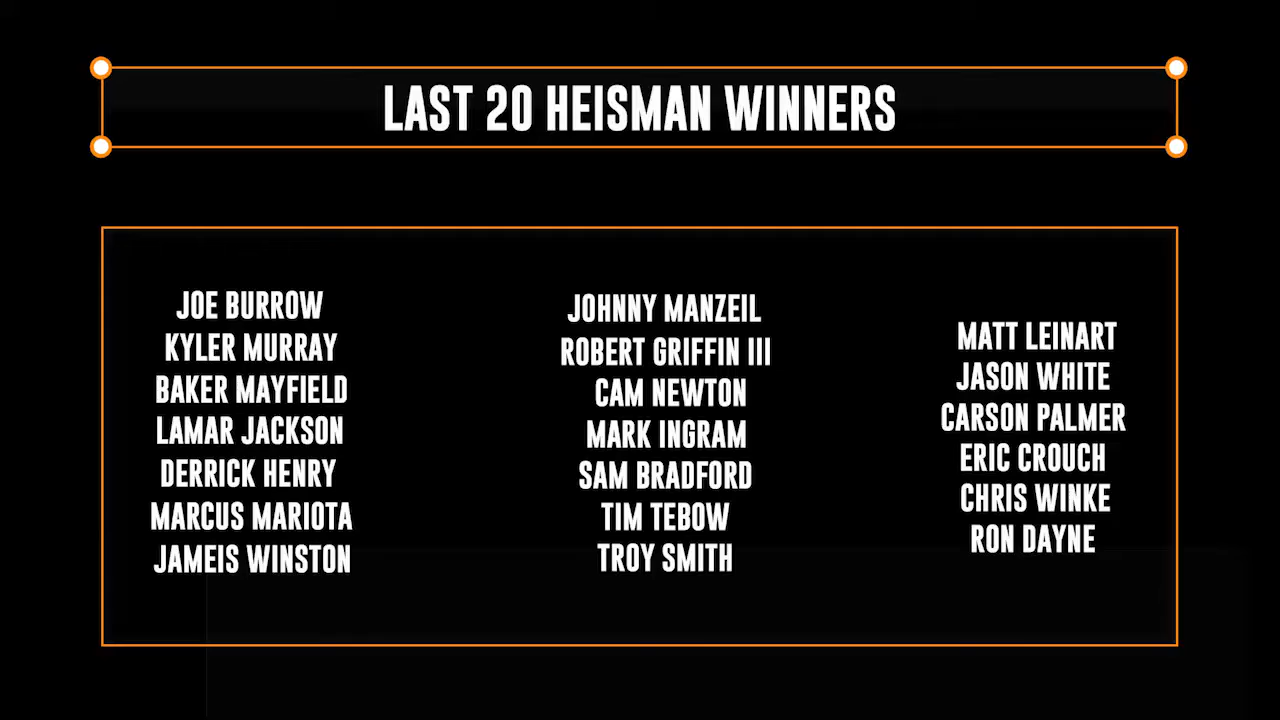 LAST 20 HEISMAN WINNERS
JOE BURROW
KYLER MURRAY
BAKER MAYFIELD
LAMAR JACKSON
DERRICK HENRY
MARCUS MARIOTA
JAMEIS WINSTON
JOHNNY MANZEIL
ROBERT GRIFFIN III
CAM NEWTON
MARK INGRAM
SAM BRADFORD
TIM TEBOW
TROY SMITH
MATT LEINART
JASON WHITE
CARSON PALMER
ERIC CROUCH
CHRIS WINKE
RON DAYNE